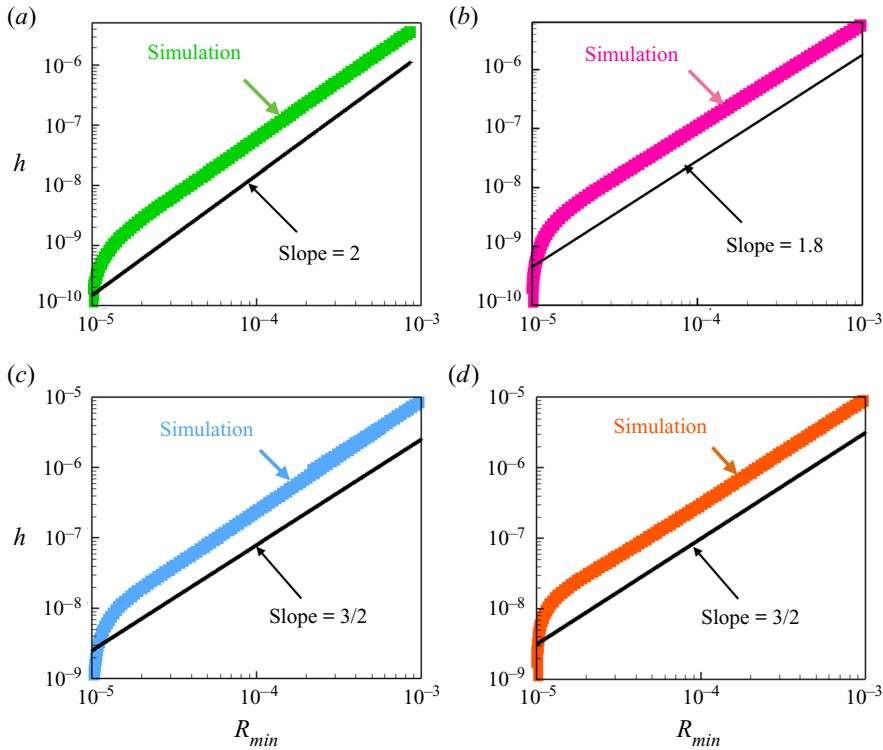 (a)
(b)
10⁻⁶
10⁻⁷
10⁻⁸
10⁻⁹
10⁻¹⁰
h
Simulation
Slope = 2
10⁻⁵
10⁻⁴
10⁻³
10⁻⁶
10⁻⁷
10⁻⁸
10⁻⁹
10⁻¹⁰
Simulation
Slope = 1.8
10⁻⁵
10⁻⁴
10⁻³
(c)
(d)
10⁻⁵
10⁻⁶
10⁻⁷
10⁻⁸
10⁻⁹
h
Simulation
Slope = 3/2
10⁻⁵
10⁻⁴
10⁻³
R_min
10⁻⁵
10⁻⁶
10⁻⁷
10⁻⁸
10⁻⁹
Simulation
Slope = 3/2
10⁻⁵
10⁻⁴
10⁻³
R_min